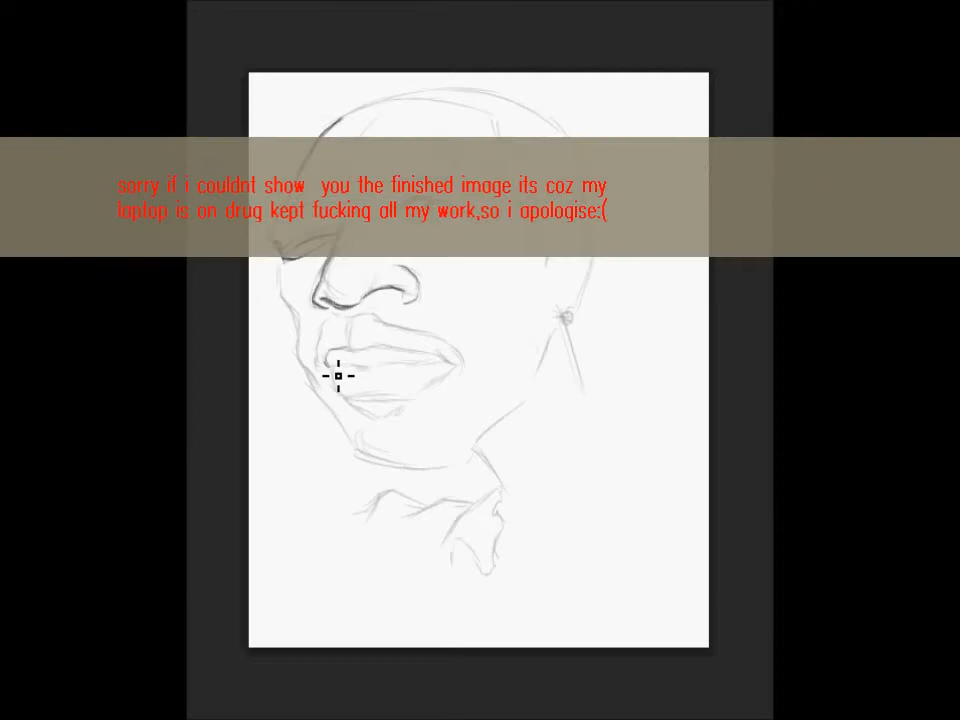 sorry if i couldnt show  you the finished image its coz my
laptop is on drug kept fucking all my work,so i apologise:(